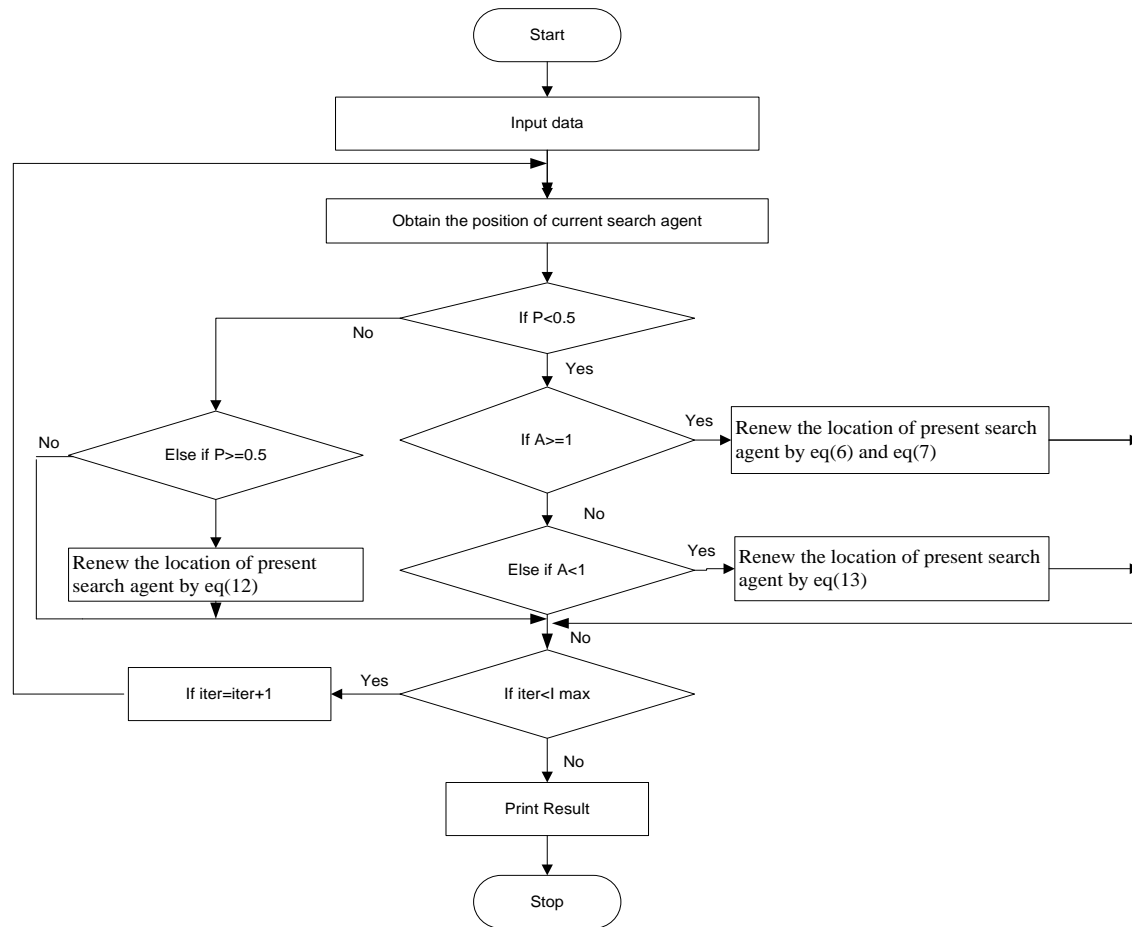 Start
Input data
Obtain the position of current search agent
If P<0.5
No
Yes
If A>=1
Yes
Renew the location of present search
agent by eq(6) and eq(7)
No
Else if P>=0.5
No
Else if A<1
Yes
Renew the location of present search
agent by eq(13)
Renew the location of present
search agent by eq(12)
No
If iter<I max
Yes
If iter=iter+1
No
Print Result
Stop